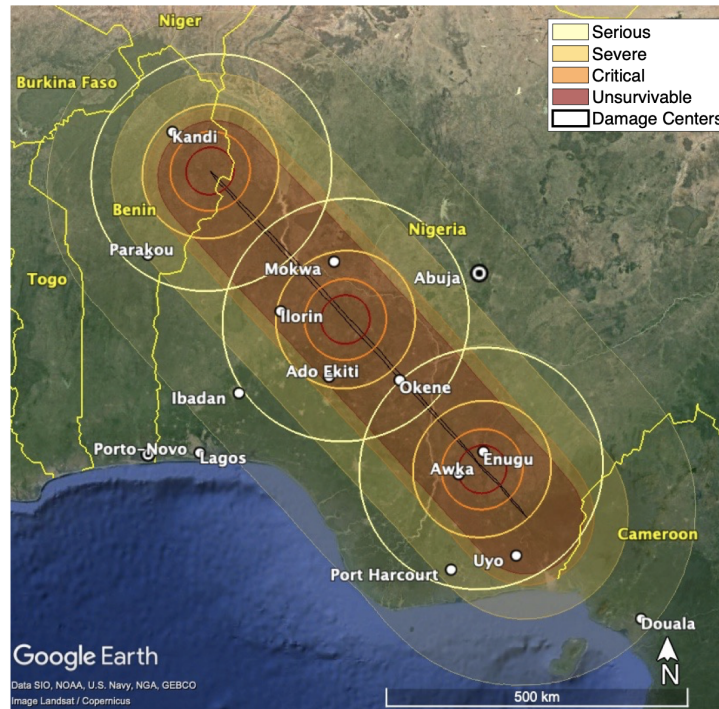 Niger
Serious
Severe
Critical
Unsurvivable
Damage Centers
Burkina Faso
Kandi
Benin
Nigeria
Parakou
Mokwa
Abuja
Togo
Ilorin
Ado Ekiti
Okene
Ibadan
Porto-Novo
Lagos
Enugu
Awka
Cameroon
Uyo
Port Harcourt
Douala
Google Earth
N
Data SIO, NOAA, U.S. Navy, NGA, GEBCO
Image Landsat / Copernicus
500 km